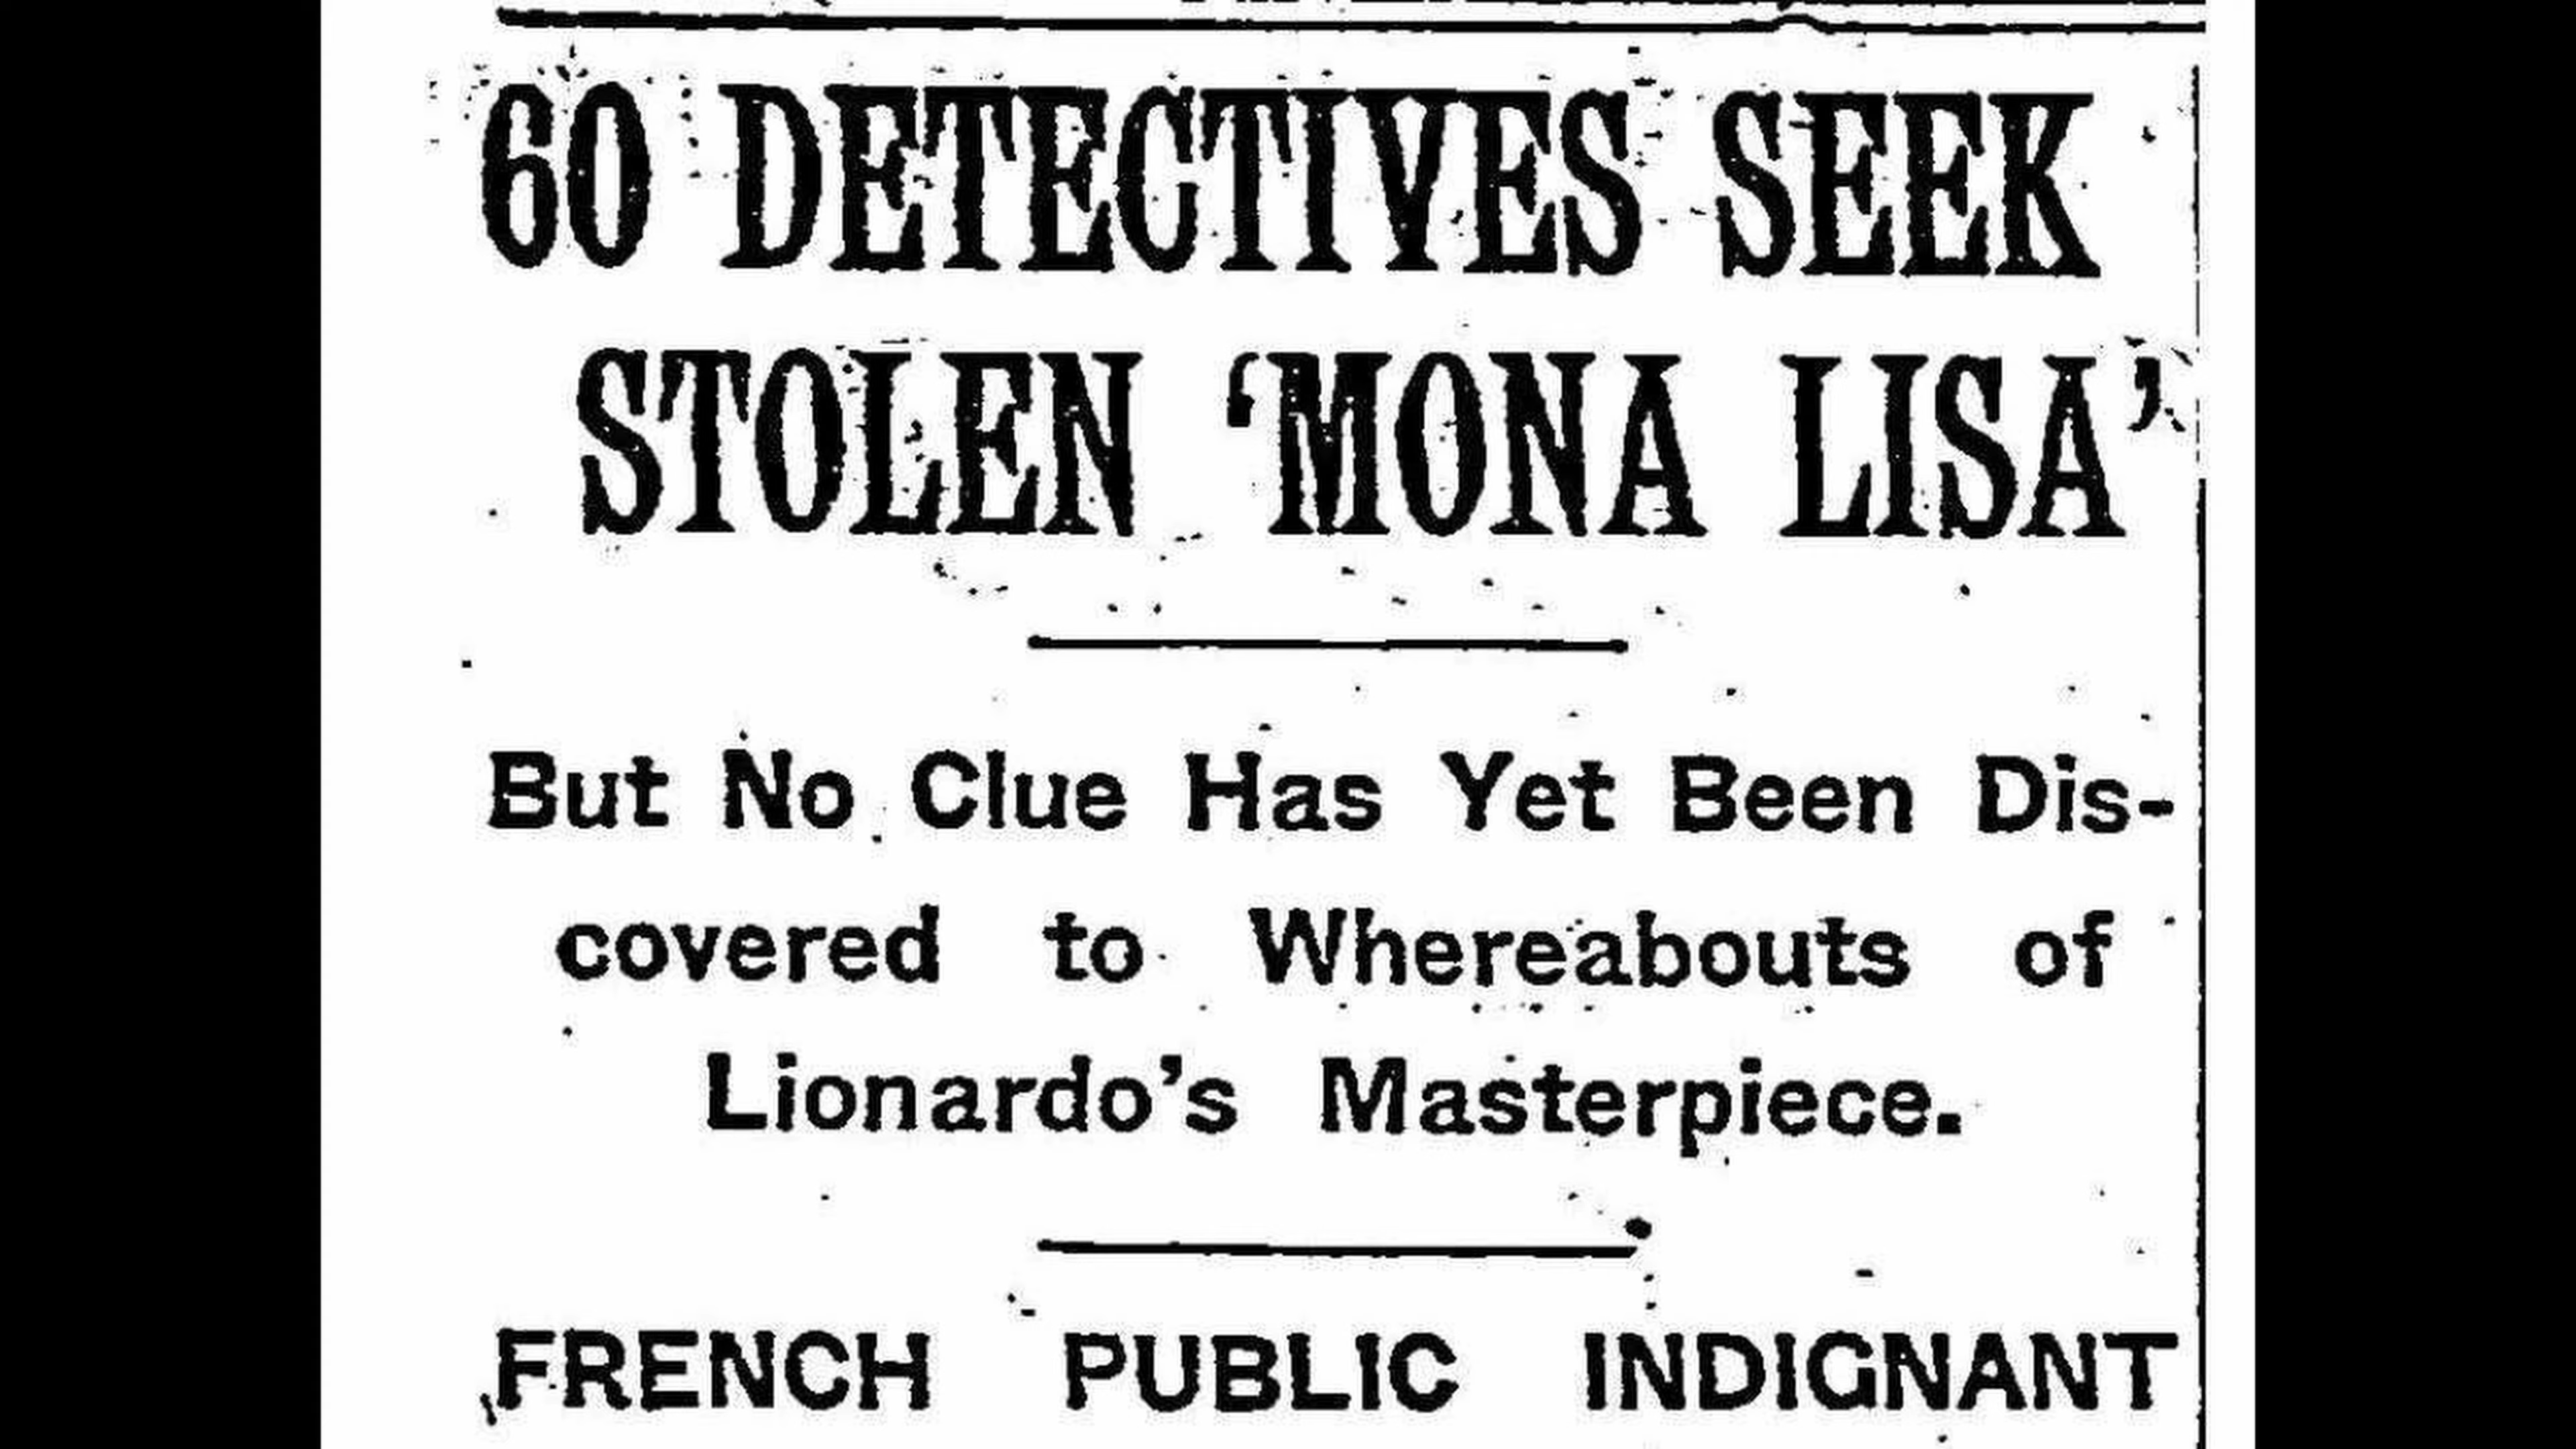 60 DETECTIVES SEEK
STOLEN ‘MONA LISA’
But No Clue Has Yet Been Dis-
covered to Whereabouts of
Lionardo’s Masterpiece.
FRENCH PUBLIC INDIGNANT